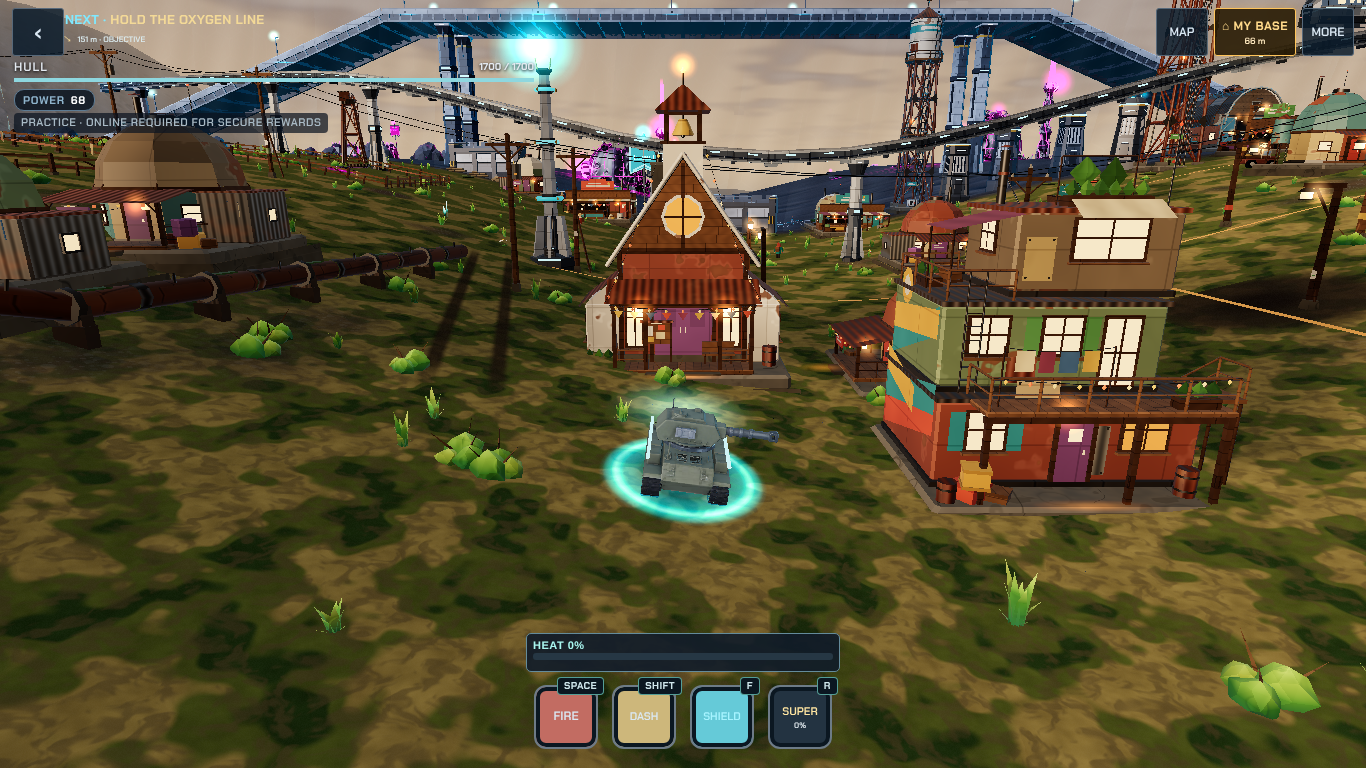 NEXT · HOLD THE OXYGEN LINE
151 m · OBJECTIVE
HULL
1700 / 1700
POWER 68
PRACTICE · ONLINE REQUIRED FOR SECURE REWARDS
MAP
⌂ MY BASE
66 m
MORE
HEAT 0%
SPACE
SHIFT
F
R
FIRE
DASH
SHIELD
SUPER
0%